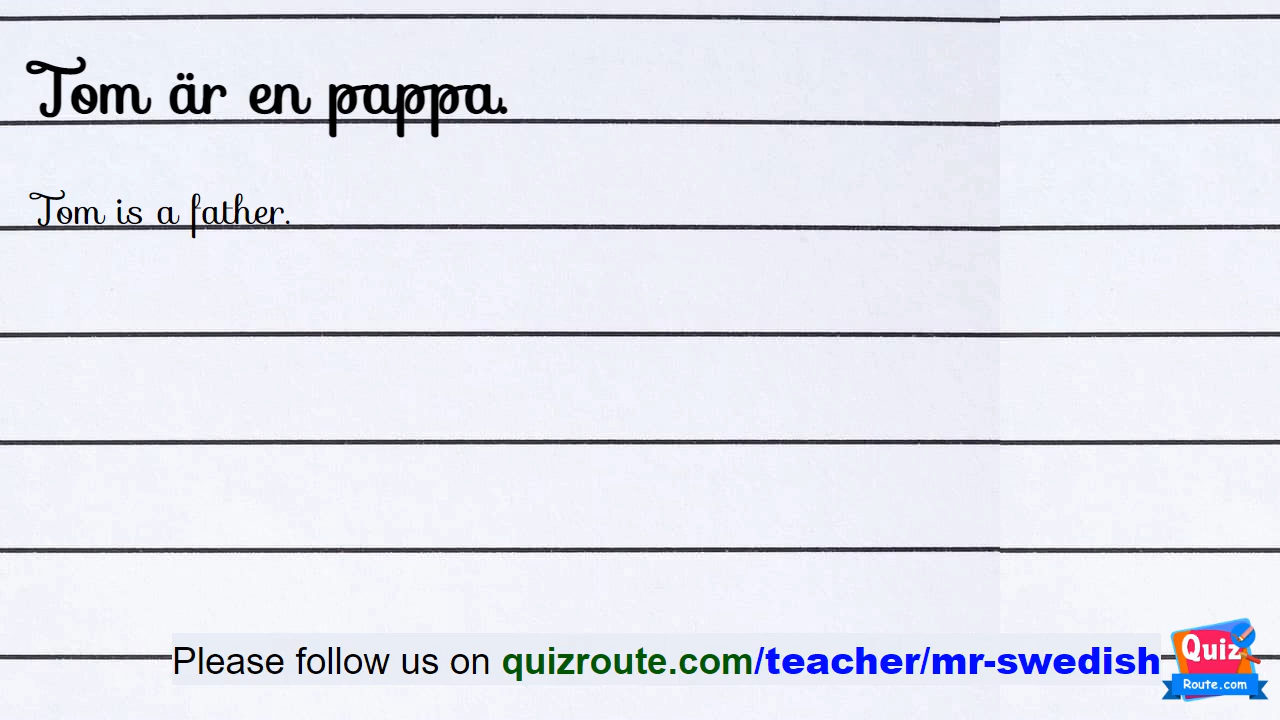 Tom är en pappa.
Tom is a father.
Please follow us on quizroute.com/teacher/mr-swedish
Quiz
Route.com